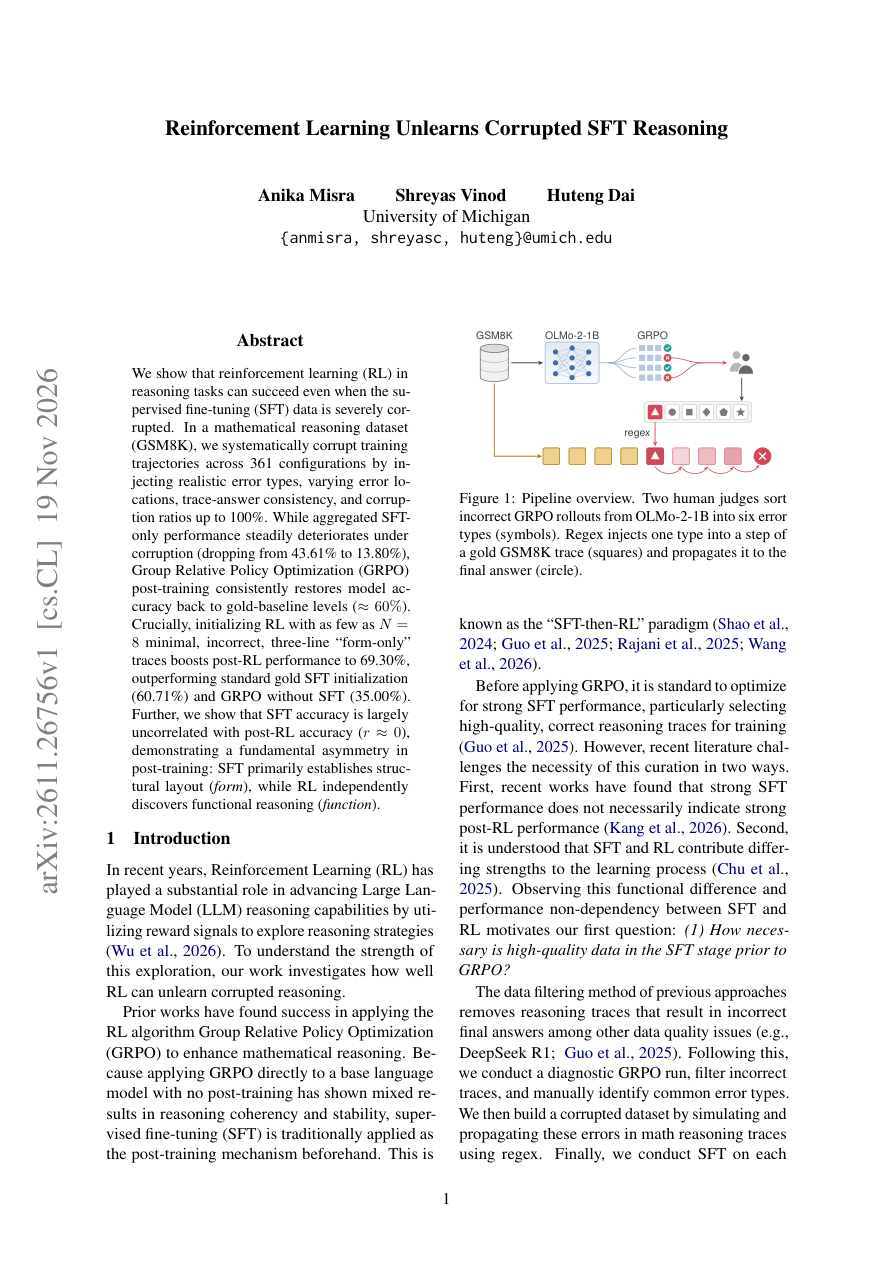 Reinforcement Learning Unlearns Corrupted SFT Reasoning
Anika Misra Shreyas Vinod Huteng Dai
University of Michigan
{anmisra, shreyasc, huteng}@umich.edu
arXiv:2611.26756v1 [cs.CL] 19 Nov 2026
Abstract
We show that reinforcement learning (RL) in
reasoning tasks can succeed even when the su-
pervised fine-tuning (SFT) data is severely cor-
rupted. In a mathematical reasoning dataset
(GSM8K), we systematically corrupt training
trajectories across 361 configurations by in-
jecting realistic error types, varying error lo-
cations, trace-answer consistency, and corrup-
tion ratios up to 100%. While aggregated SFT-
only performance steadily deteriorates under
corruption (dropping from 43.61% to 13.80%),
Group Relative Policy Optimization (GRPO)
post-training consistently restores model ac-
curacy back to gold-baseline levels (≈ 60%).
Crucially, initializing RL with as few as N =
8 minimal, incorrect, three-line “form-only”
traces boosts post-RL performance to 69.30%,
outperforming standard gold SFT initialization
(60.71%) and GRPO without SFT (35.00%).
Further, we show that SFT accuracy is largely
uncorrelated with post-RL accuracy (r ≈ 0),
demonstrating a fundamental asymmetry in
post-training: SFT primarily establishes struc-
tural layout (form), while RL independently
discovers functional reasoning (function).
1 Introduction
In recent years, Reinforcement Learning (RL) has
played a substantial role in advancing Large Lan-
guage Model (LLM) reasoning capabilities by uti-
lizing reward signals to explore reasoning strategies
(Wu et al., 2026). To understand the strength of
this exploration, our work investigates how well
RL can unlearn corrupted reasoning.
Prior works have found success in applying the
RL algorithm Group Relative Policy Optimization
(GRPO) to enhance mathematical reasoning. Be-
cause applying GRPO directly to a base language
model with no post-training has shown mixed re-
sults in reasoning coherency and stability, super-
vised fine-tuning (SFT) is traditionally applied as
the post-training mechanism beforehand. This is
GSM8K OLMo-2-1B GRPO
regex
Figure 1: Pipeline overview. Two human judges sort
incorrect GRPO rollouts from OLMo-2-1B into six error
types (symbols). Regex injects one type into a step of
a gold GSM8K trace (squares) and propagates it to the
final answer (circle).
known as the “SFT-then-RL” paradigm (Shao et al.,
2024; Guo et al., 2025; Rajani et al., 2025; Wang
et al., 2026).
Before applying GRPO, it is standard to optimize
for strong SFT performance, particularly selecting
high-quality, correct reasoning traces for training
(Guo et al., 2025). However, recent literature chal-
lenges the necessity of this curation in two ways.
First, recent works have found that strong SFT
performance does not necessarily indicate strong
post-RL performance (Kang et al., 2026). Second,
it is understood that SFT and RL contribute differ-
ing strengths to the learning process (Chu et al.,
2025). Observing this functional difference and
performance non-dependency between SFT and
RL motivates our first question: (1) How neces-
sary is high-quality data in the SFT stage prior to
GRPO?
The data filtering method of previous approaches
removes reasoning traces that result in incorrect
final answers among other data quality issues (e.g.,
DeepSeek R1; Guo et al., 2025). Following this,
we conduct a diagnostic GRPO run, filter incorrect
traces, and manually identify common error types.
We then build a corrupted dataset by simulating and
propagating these errors in math reasoning traces
using regex. Finally, we conduct SFT on each
1